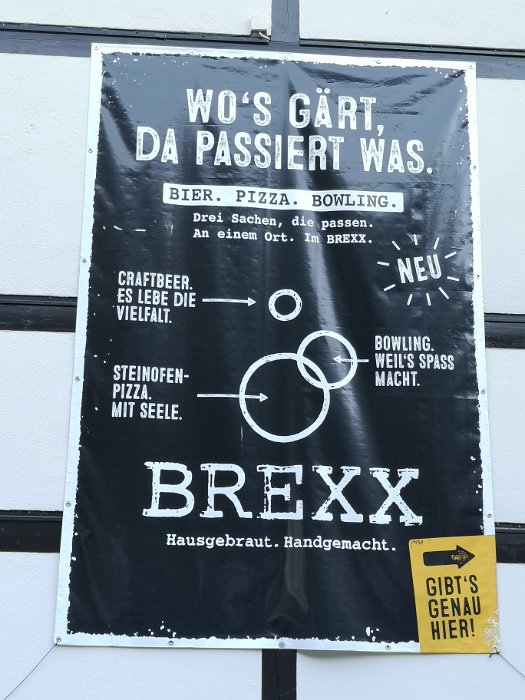 WO'S GÄRT,
DA PASSIERT WAS.
BIER. PIZZA. BOWLING.
Drei Sachen, die passen.
An einem Ort. Im BREXX.
NEU
CRAFTBEER.
ES LEBE DIE
VIELFALT.
BOWLING.
WEIL'S SPASS
MACHT.
STEINOFEN-
PIZZA.
MIT SEELE.
BREXX
Hausgebraut. Handgemacht.
GIBT'S
GENAU
HIER!